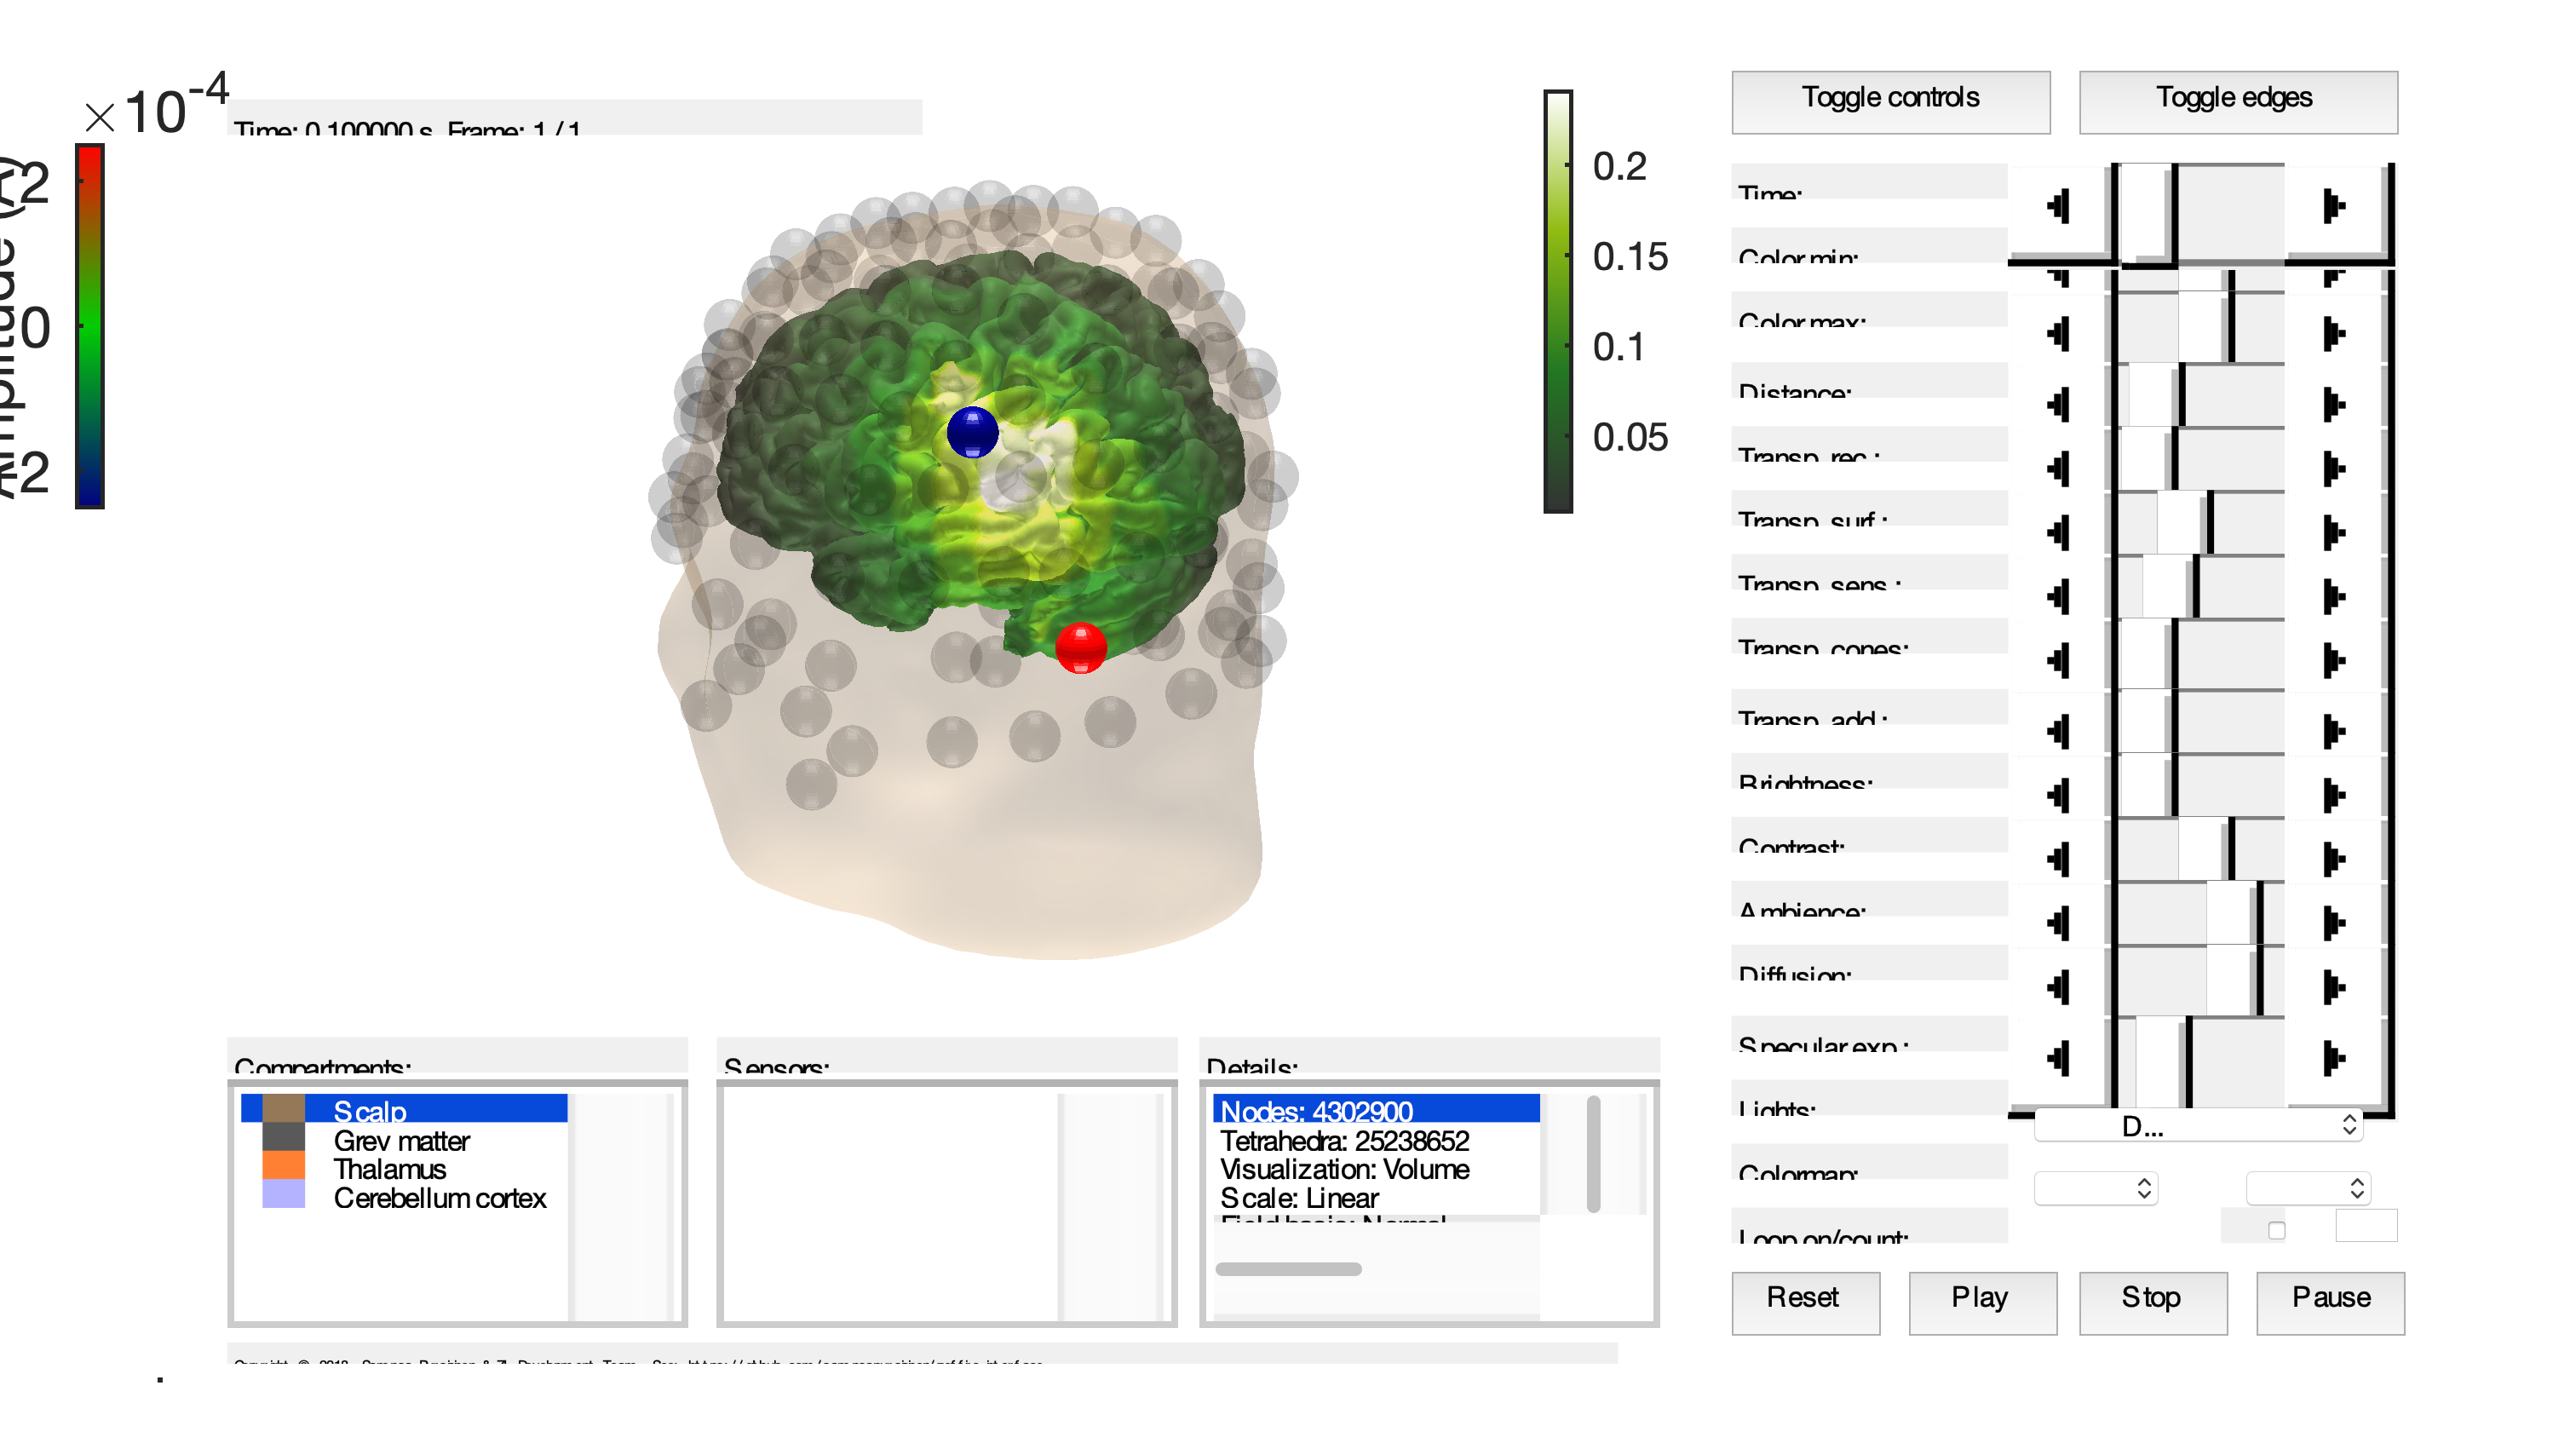 ×10-4
Time: 0.100000 s Frame: 1 / 1
Amplitude (A)
2
0
-2
0.2
0.15
0.1
0.05
Toggle controls
Toggle edges
Time:
Color min:
Color max:
Distance:
Transp. rec.:
Transp. surf.:
Transp. sens.:
Transp. cones:
Transp. add.:
Brightness:
Contrast:
Ambience:
Diffusion:
Specular exp.:
Lights:
D...
Colormap:
Loop on/count:
Reset
Play
Stop
Pause
Compartments:
Scalp
Grey matter
Thalamus
Cerebellum cortex
Sensors:
Details:
Nodes: 4302900
Tetrahedra: 25238652
Visualization: Volume
Scale: Linear
Field basis: Normal